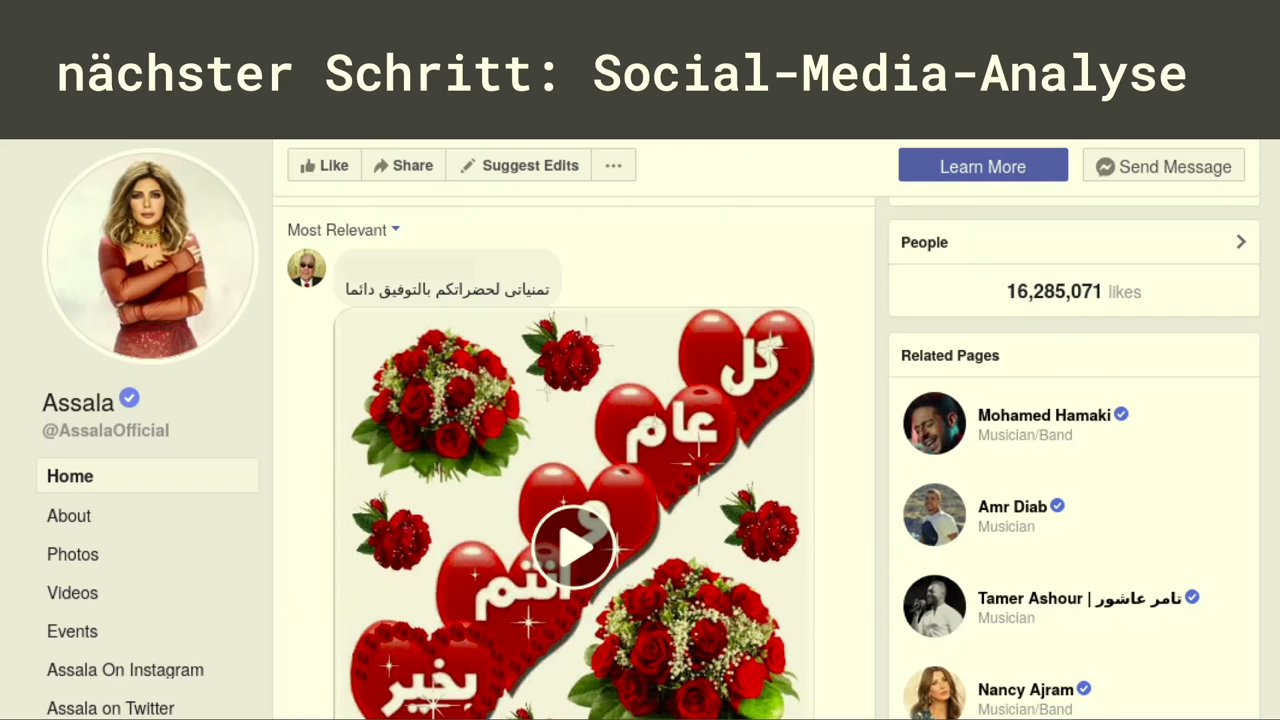 nächster Schritt: Social-Media-Analyse
Like
Share
Suggest Edits
Learn More
Send Message
Assala
@AssalaOfficial
Home
About
Photos
Videos
Events
Assala On Instagram
Assala on Twitter
Most Relevant
تمنياتى لحضراتكم بالتوفيق دائما
كل
عام
و
انتم
بخير
People
16,285,071 likes
Related Pages
Mohamed Hamaki
Musician/Band
Amr Diab
Musician
Tamer Ashour | تامر عاشور
Musician
Nancy Ajram
Musician/Band